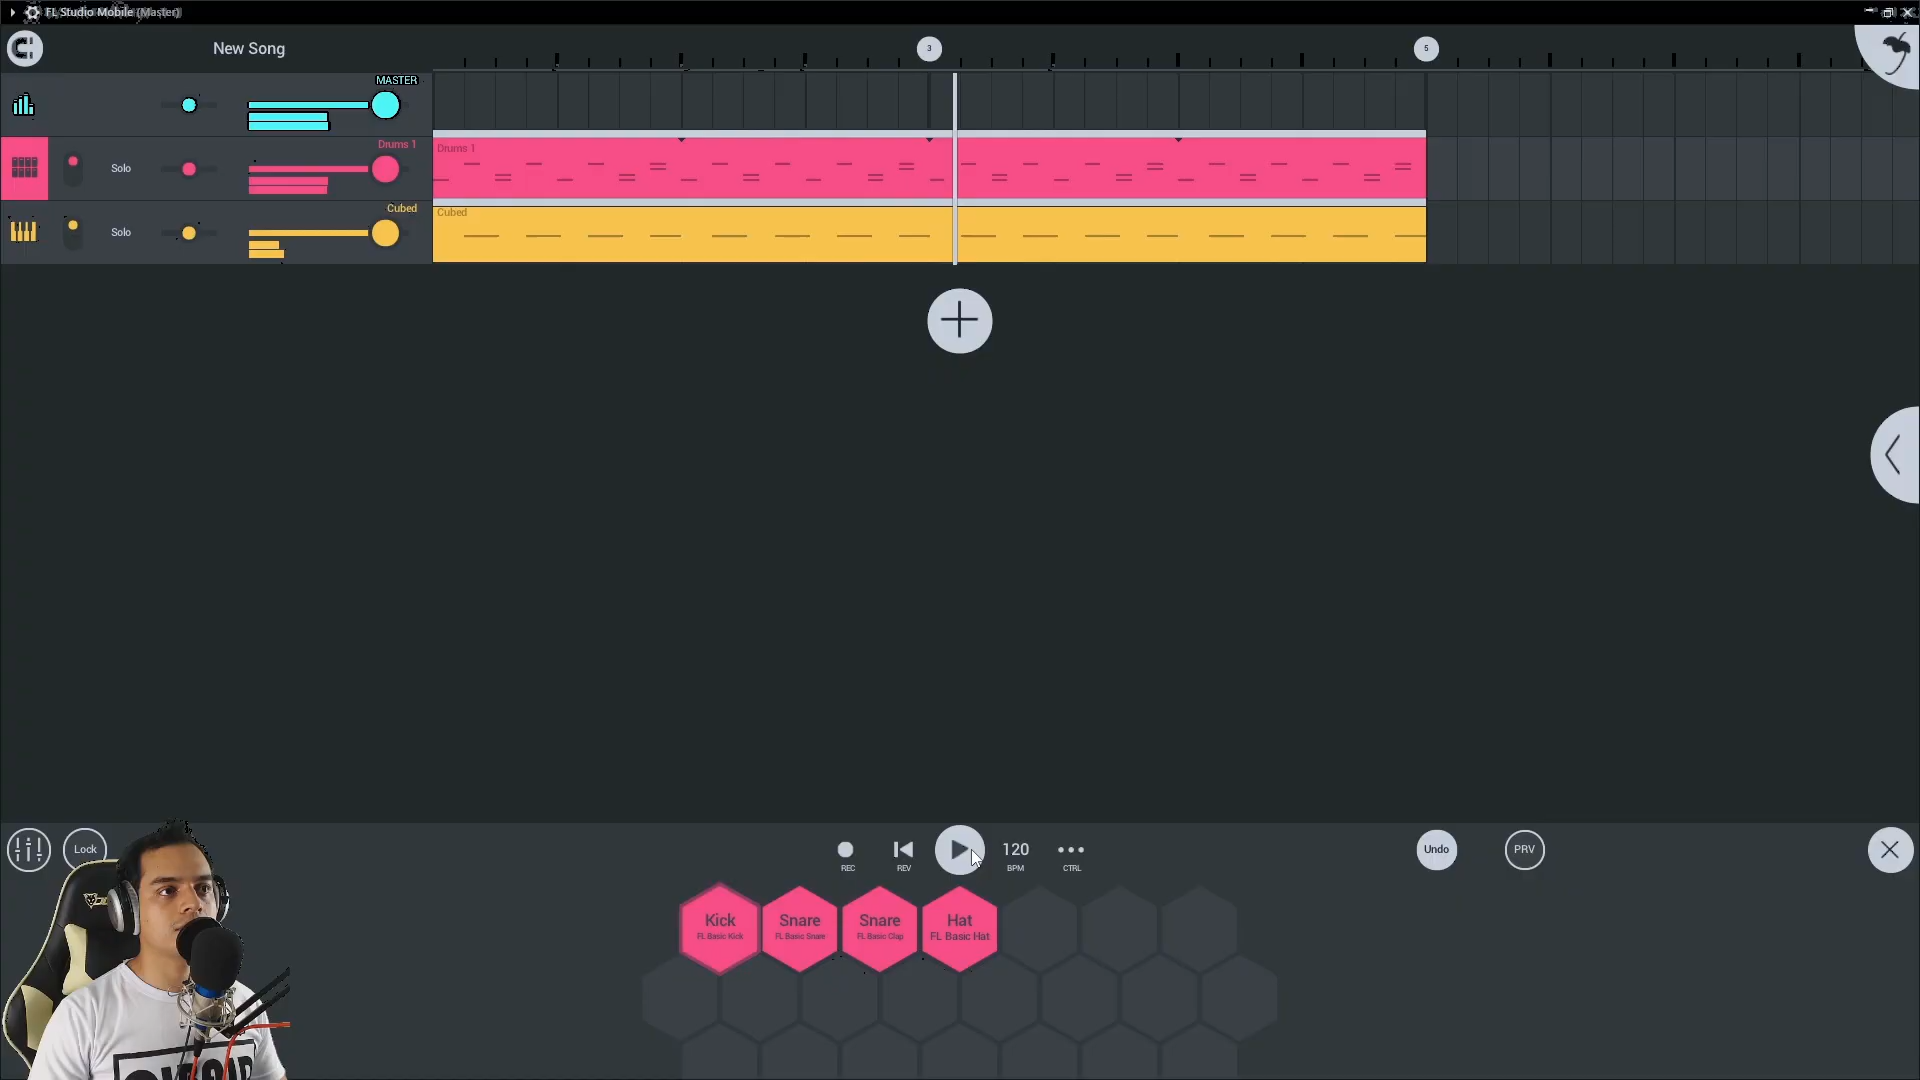 FL Studio Mobile (Master)
New Song
3
5
MASTER
Drums 1
Solo
Drums 1
Cubed
Solo
Cubed
Lock
120
Undo
PRV
REC
REV
BPM
CTRL
Kick
FL Basic Kick
Snare
FL Basic Snare
Snare
FL Basic Clap
Hat
FL Basic Hat